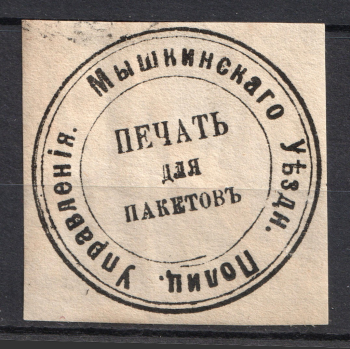 Мышкинскаго Уѣздн. Полиц. Управленія.
ПЕЧАТЬ
для
ПАКЕТОВЪ